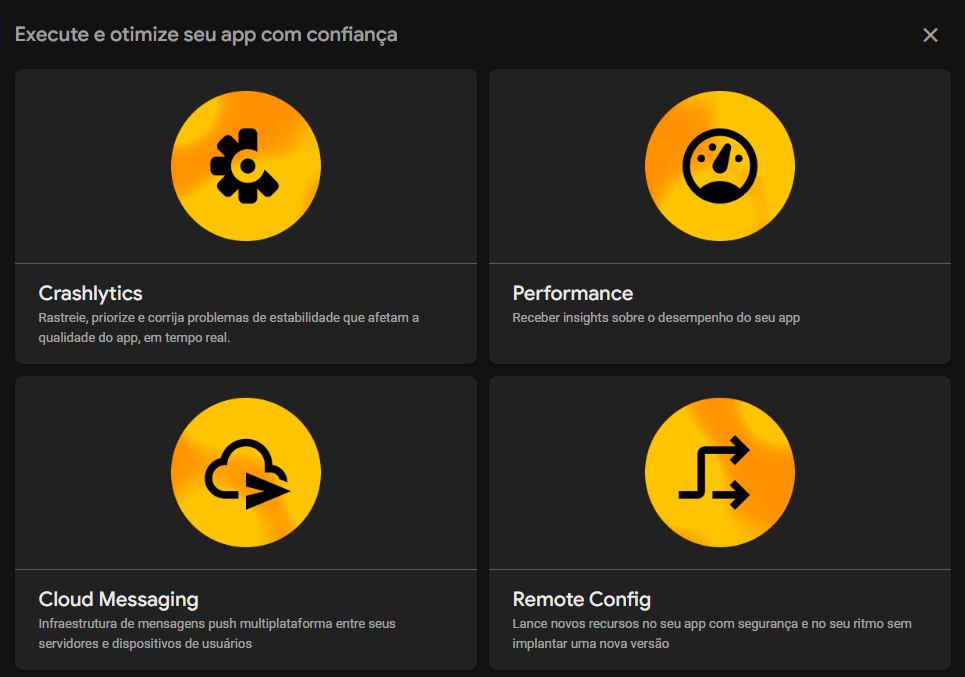 Execute e otimize seu app com confiança
Crashlytics
Rastreie, priorize e corrija problemas de estabilidade que afetam a
qualidade do app, em tempo real.
Performance
Receber insights sobre o desempenho do seu app
Cloud Messaging
Infraestrutura de mensagens push multiplataforma entre seus
servidores e dispositivos de usuários
Remote Config
Lance novos recursos no seu app com segurança e no seu ritmo sem
implantar uma nova versão